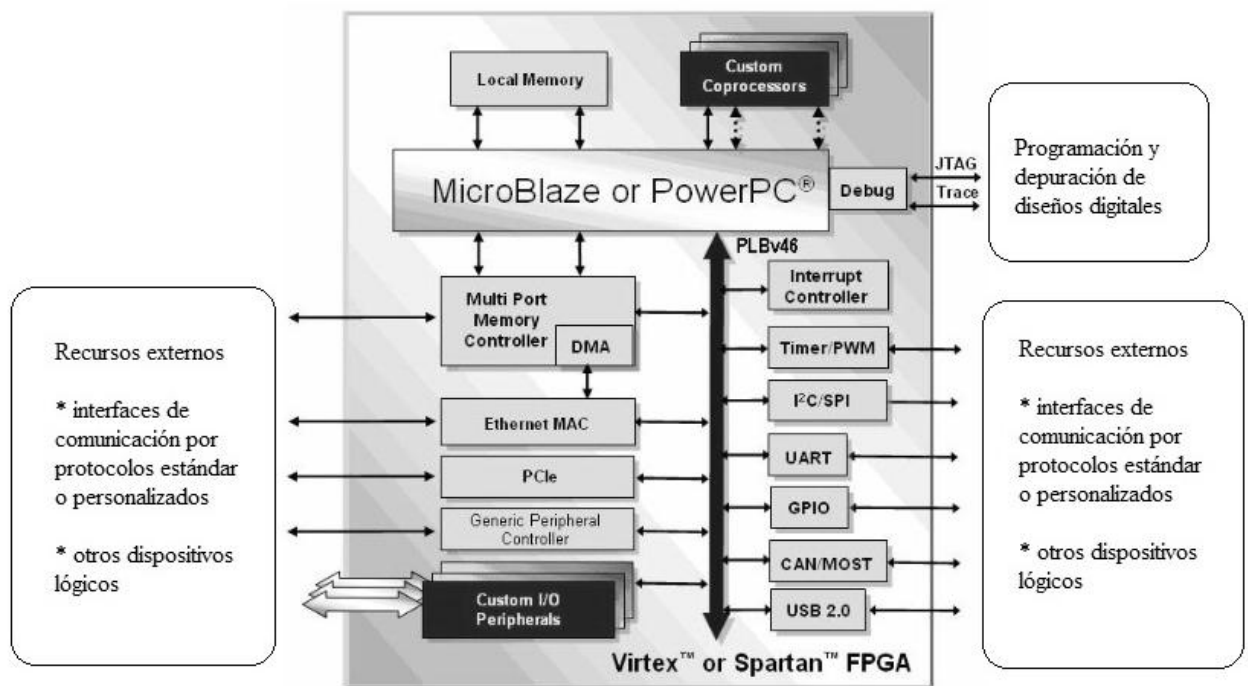 Local Memory
Custom
Coprocessors
MicroBlaze or PowerPC®
Debug
JTAG
Trace
Programación y
depuración de
diseños digitales
PLBv46
Multi Port
Memory
Controller
DMA
Ethernet MAC
PCIe
Generic Peripheral
Controller
Custom I/O
Peripherals
Interrupt
Controller
Timer/PWM
I²C/SPI
UART
GPIO
CAN/MOST
USB 2.0
Virtex™ or Spartan™ FPGA
Recursos externos
* interfaces de
comunicación por
protocolos estándar
o personalizados
* otros dispositivos
lógicos
Recursos externos
* interfaces de
comunicación por
protocolos estándar
o personalizados
* otros dispositivos
lógicos